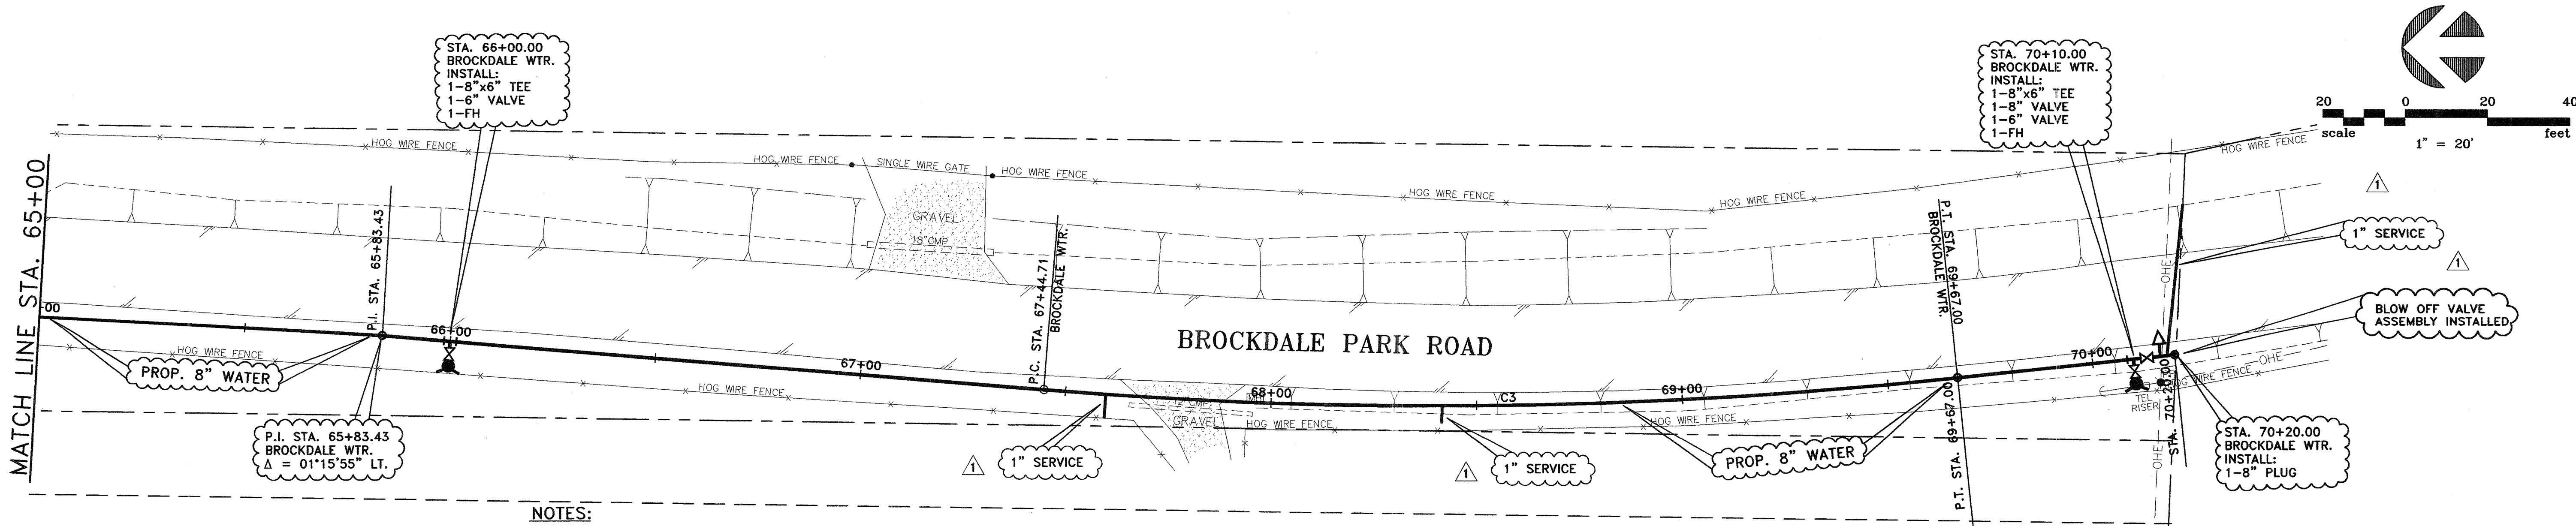 STA. 66+00.00
BROCKDALE WTR.
INSTALL:
1-8"x6" TEE
1-6" VALVE
1-FH
STA. 70+10.00
BROCKDALE WTR.
INSTALL:
1-8"x6" TEE
1-8" VALVE
1-6" VALVE
1-FH
20 0 20 40
scale feet
1" = 20'
HOG WIRE FENCE
HOG WIRE FENCE
SINGLE WIRE GATE
HOG WIRE FENCE
HOG WIRE FENCE
HOG WIRE FENCE
HOG WIRE FENCE
MATCH LINE STA. 65+00
P.I. STA. 65+83.43
GRAVEL
18"CMP
P.C. STA. 67+44.71
BROCKDALE WTR.
P.T. STA. 69+67.00
BROCKDALE WTR.
OHE
1
1" SERVICE
1
BLOW OFF VALVE
ASSEMBLY INSTALLED
BROCKDALE PARK ROAD
+00
66+00
67+00
68+00
C3
69+00
70+00
HOG WIRE FENCE
HOG WIRE FENCE
12"CMP
GRAVEL
HOG WIRE FENCE
OHE
HOG WIRE FENCE
TEL
RISER
PROP. 8" WATER
P.I. STA. 65+83.43
BROCKDALE WTR.
Δ = 01°15'55" LT.
1
1" SERVICE
1
1" SERVICE
PROP. 8" WATER
P.T. STA. 69+67.00
OHE
STA. 70+20.00
STA. 70+20.00
BROCKDALE WTR.
INSTALL:
1-8" PLUG
NOTES: